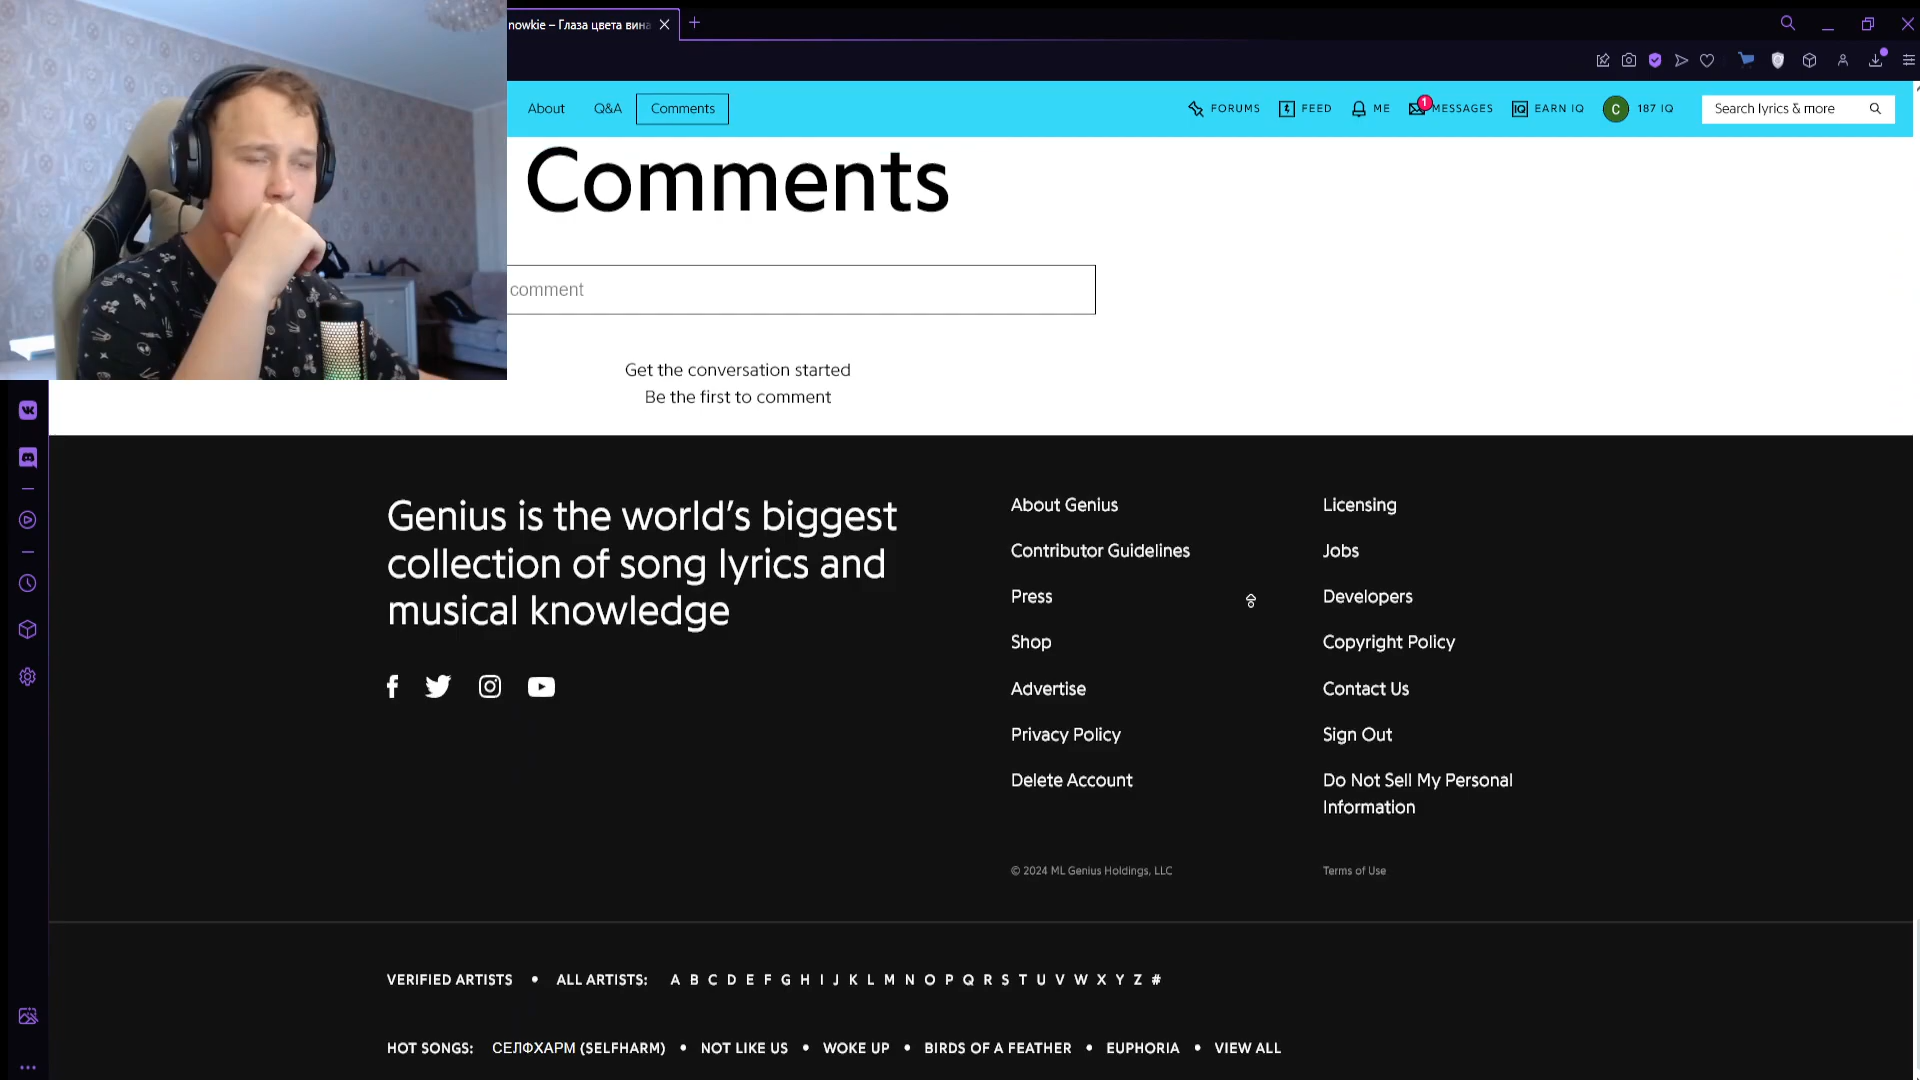 nowkie – Глаза цвета вина
About Q&A Comments
FORUMS FEED ME 1 MESSAGES EARN IQ C 187 IQ Search lyrics & more
Comments
comment
Get the conversation started
Be the first to comment
Genius is the world's biggest
collection of song lyrics and
musical knowledge
About Genius
Contributor Guidelines
Press
Shop
Advertise
Privacy Policy
Delete Account
Licensing
Jobs
Developers
Copyright Policy
Contact Us
Sign Out
Do Not Sell My Personal
Information
© 2024 ML Genius Holdings, LLC
Terms of Use
VERIFIED ARTISTS • ALL ARTISTS: A B C D E F G H I J K L M N O P Q R S T U V W X Y Z #
HOT SONGS: СЕЛФХАРМ (SELFHARM) • NOT LIKE US • WOKE UP • BIRDS OF A FEATHER • EUPHORIA • VIEW ALL